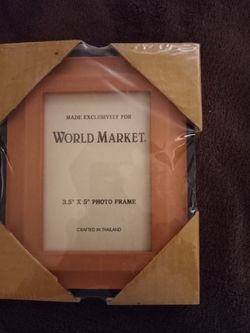 MADE EXCLUSIVELY FOR
WORLD MARKET.
3.5" X 5" PHOTO FRAME
CRAFTED IN THAILAND